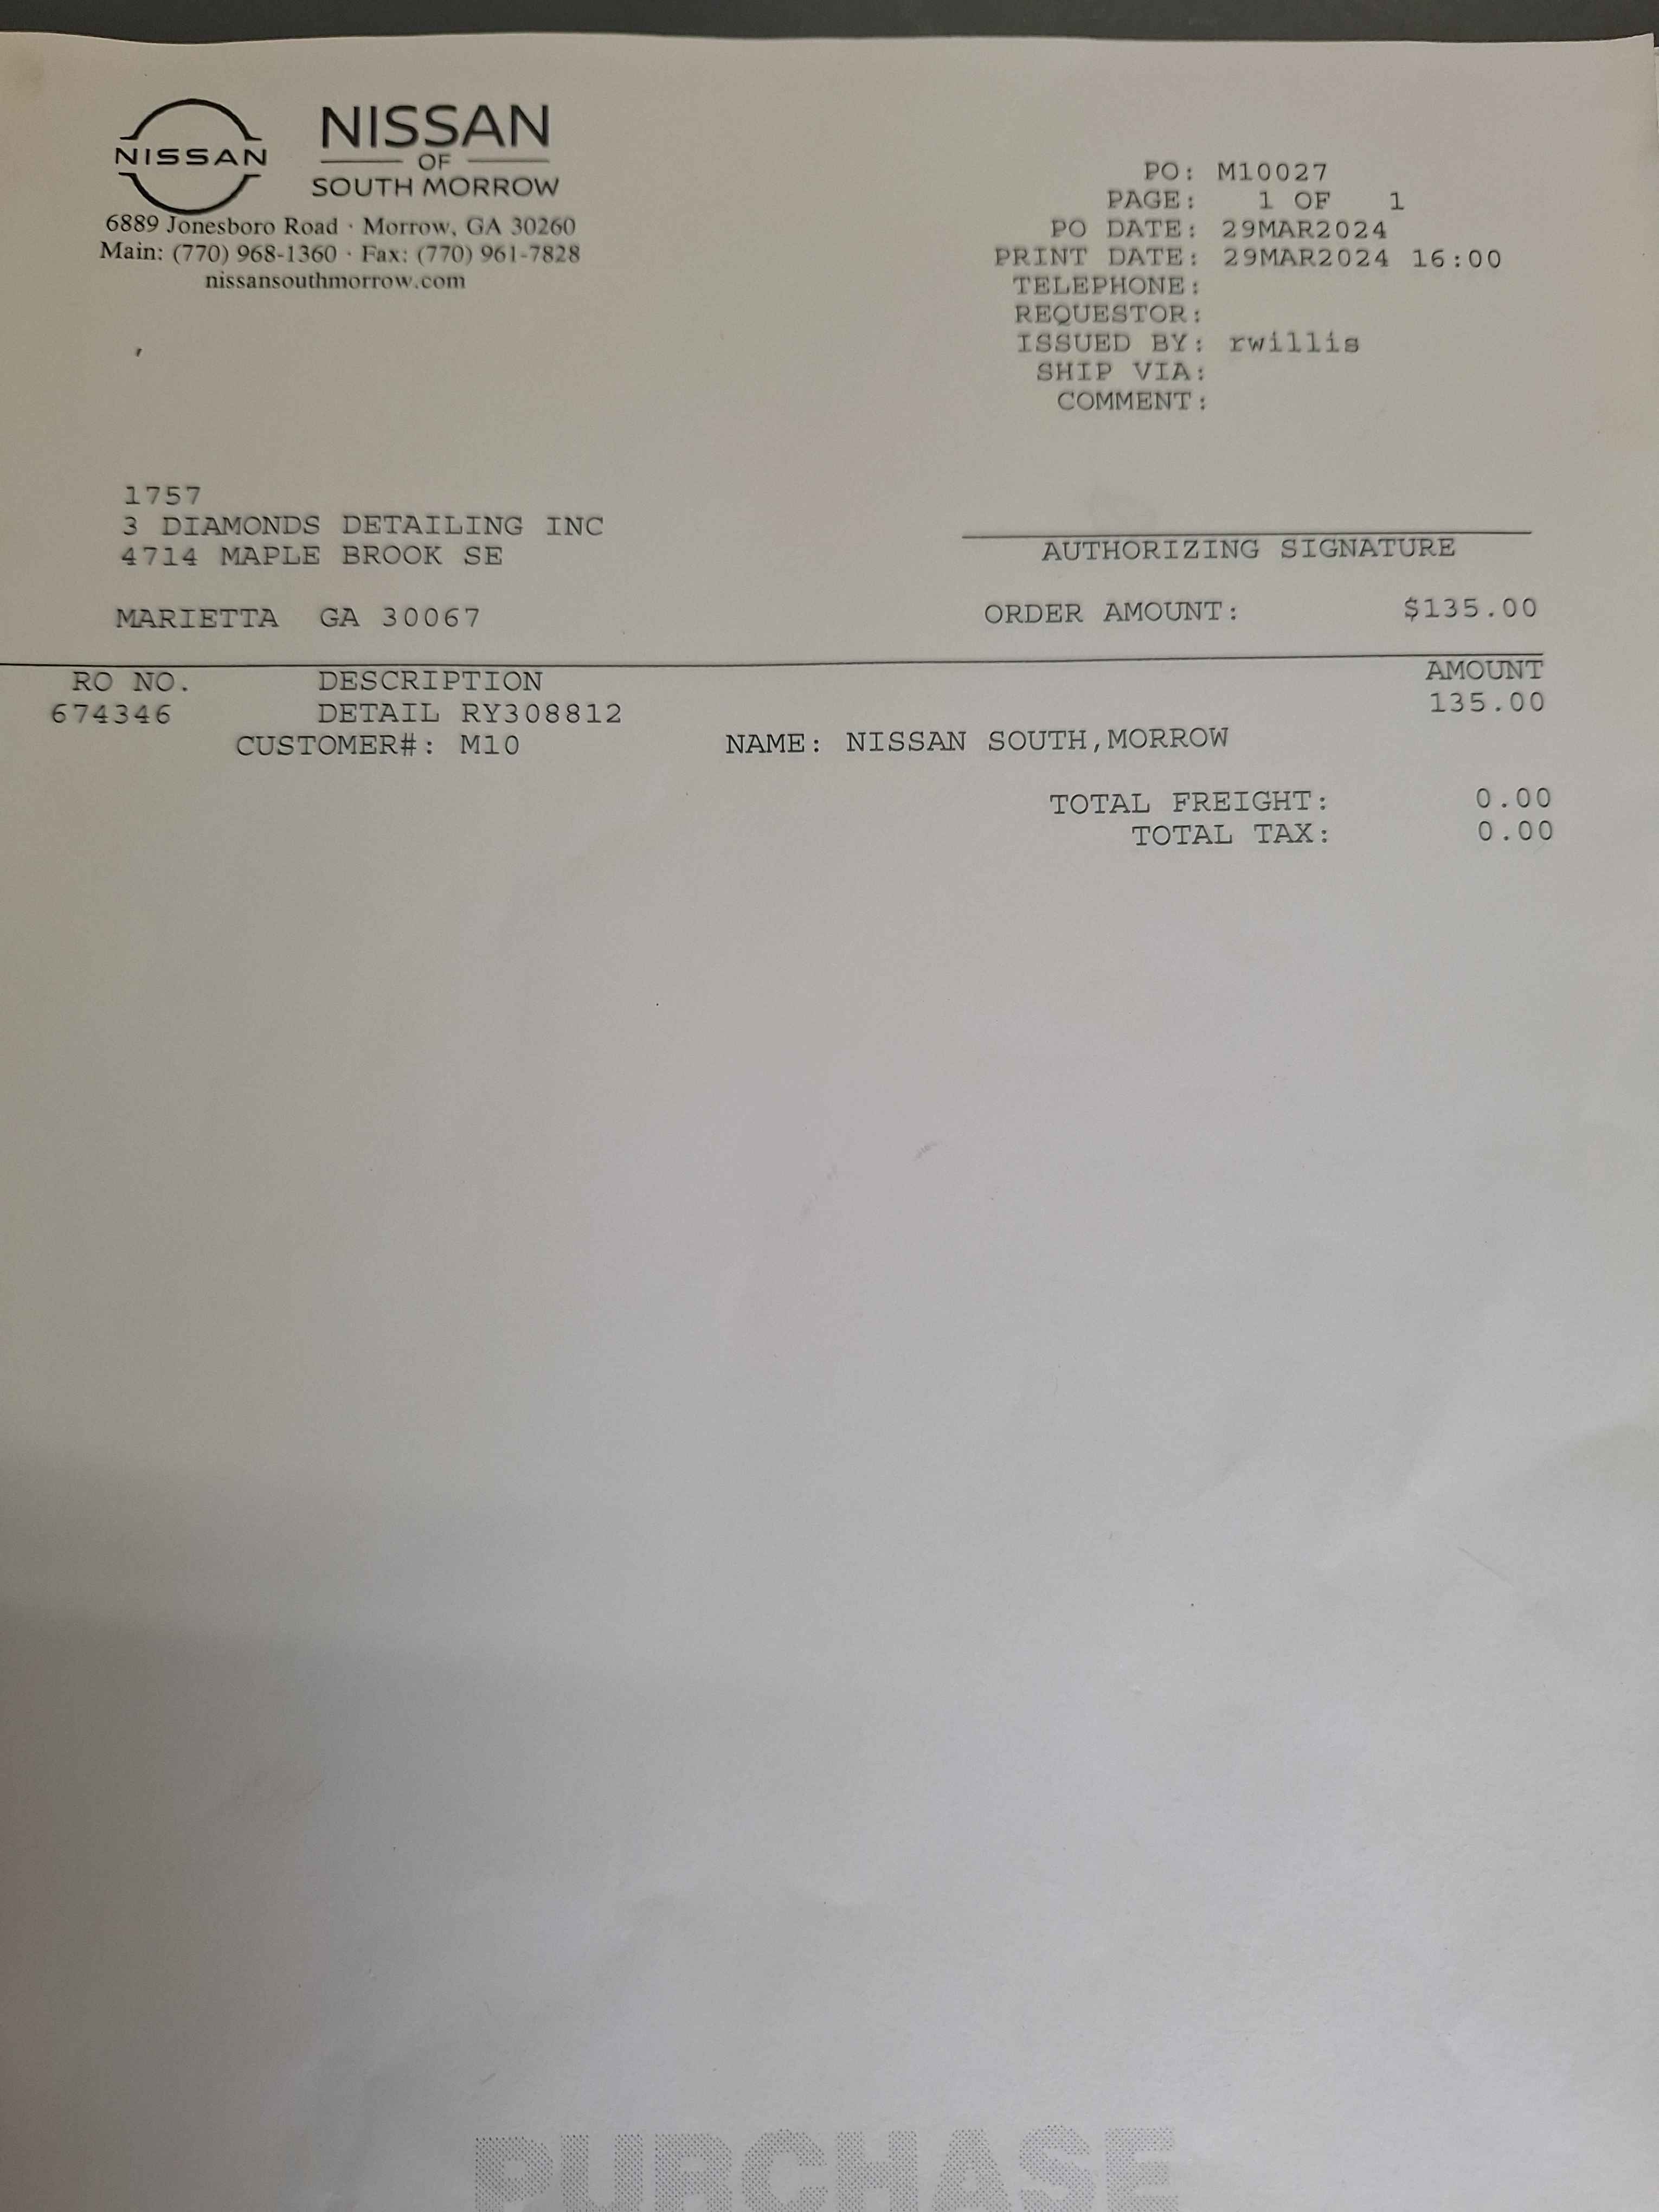 NISSAN
NISSAN
OF
SOUTH MORROW
6889 Jonesboro Road · Morrow, GA 30260
Main: (770) 968-1360 · Fax: (770) 961-7828
nissansouthmorrow.com
PO: M10027
PAGE: 1 OF 1
PO DATE: 29MAR2024
PRINT DATE: 29MAR2024 16:00
TELEPHONE:
REQUESTOR:
ISSUED BY: rwillis
SHIP VIA:
COMMENT:
1757
3 DIAMONDS DETAILING INC
4714 MAPLE BROOK SE
MARIETTA GA 30067
AUTHORIZING SIGNATURE
ORDER AMOUNT: $135.00
RO NO. DESCRIPTION AMOUNT
674346 DETAIL RY308812 135.00
CUSTOMER#: M10 NAME: NISSAN SOUTH,MORROW
TOTAL FREIGHT: 0.00
TOTAL TAX: 0.00
PURCHASE